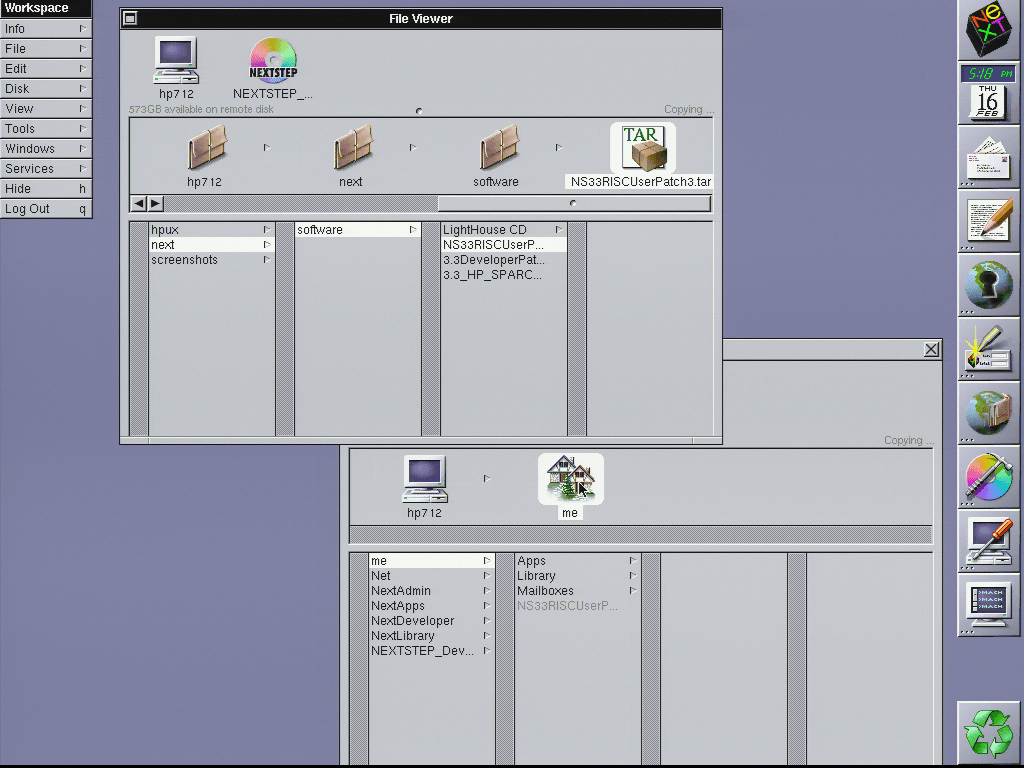 Workspace
Info
File
Edit
Disk
View
Tools
Windows
Services
Hide h
Log Out q
File Viewer
hp712
NEXTSTEP
NEXTSTEP_...
573GB available on remote disk
Copying ...
TAR
hp712
next
software
NS33RISCUserPatch3.tar
hpux
next
screenshots
software
LightHouse CD
NS33RISCUserP...
3.3DeveloperPat...
3.3_HP_SPARC...
Copying ...
hp712
me
me
Net
NextAdmin
NextApps
NextDeveloper
NextLibrary
NEXTSTEP_Dev...
Apps
Library
Mailboxes
NS33RISCUserP...
NeXT
5:18 PM
THU
16
FEB
MACH
MACH
MACH